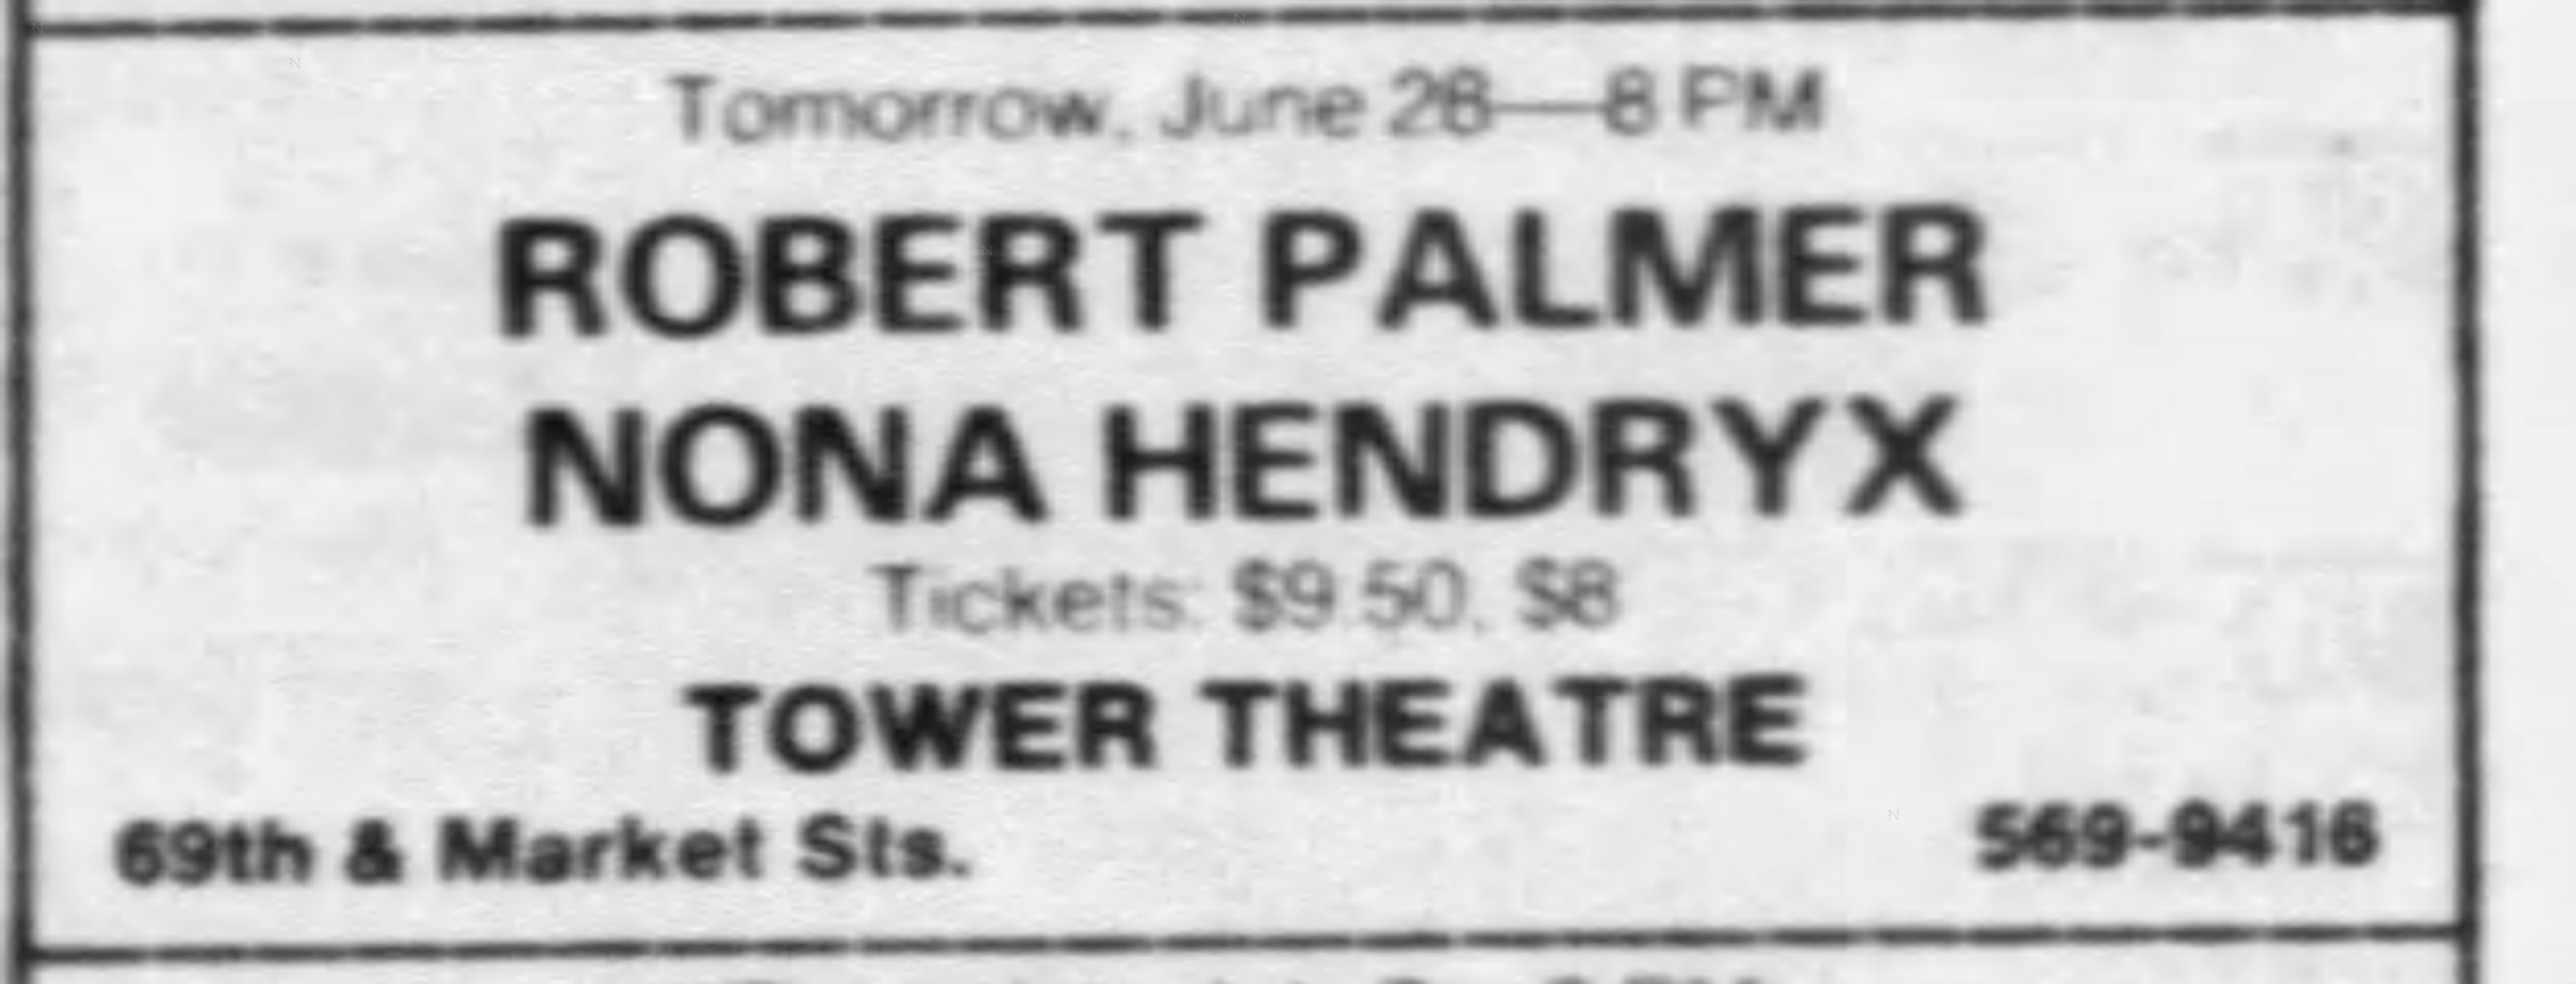 Tomorrow, June 28—8 PM
ROBERT PALMER
NONA HENDRYX
Tickets: $9.50, $8
TOWER THEATRE
69th & Market Sts. 569-9416